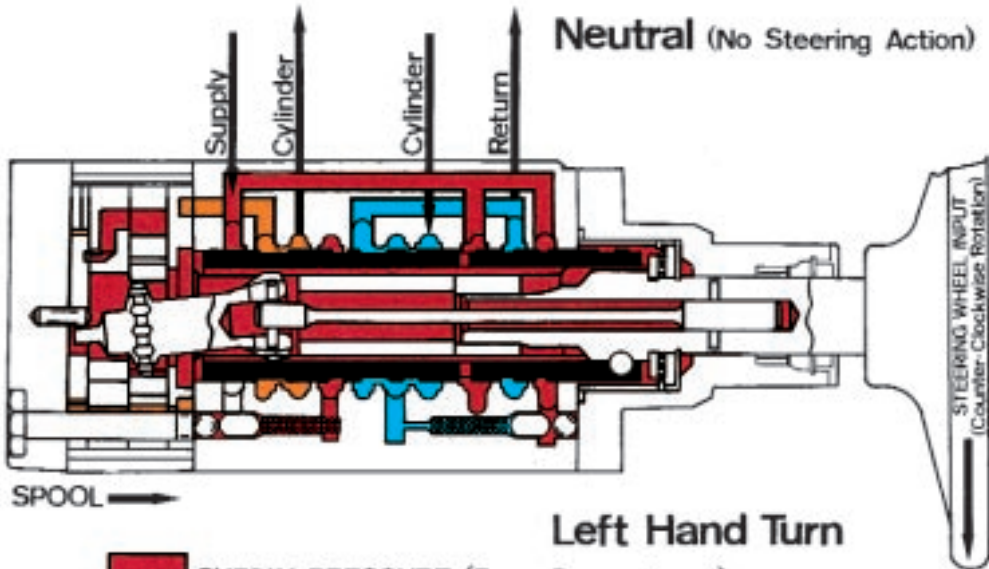 Neutral (No Steering Action)
Supply
Cylinder
Cylinder
Return
STEERING WHEEL INPUT
(Counter-Clockwise Rotation)
SPOOL
Left Hand Turn